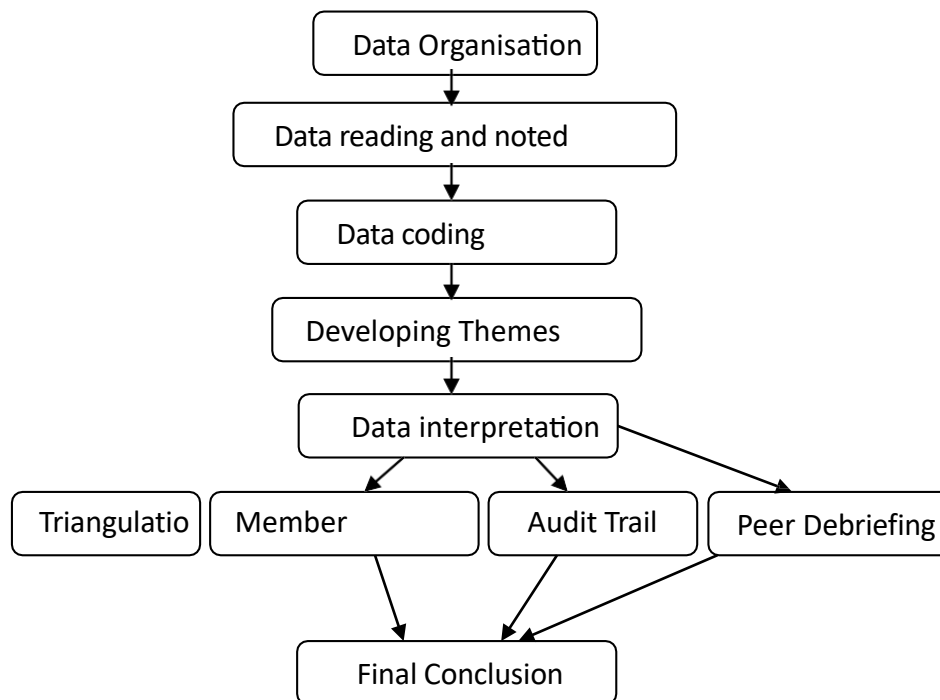 Data Organisation
Data reading and noted
Data coding
Developing Themes
Data interpretation
Triangulatio
Member
Audit Trail
Peer Debriefing
Final Conclusion